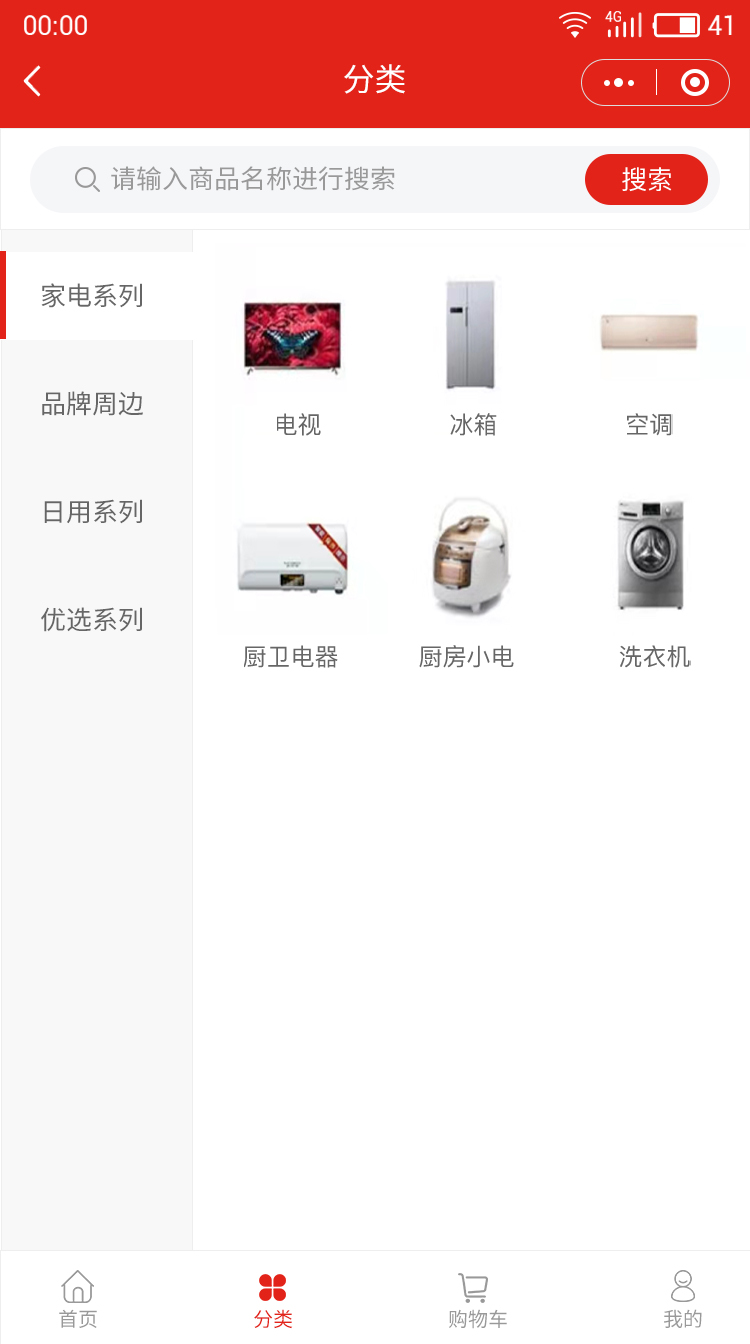 00:00
4G
41
分类
请输入商品名称进行搜索
搜索
家电系列
品牌周边
日用系列
优选系列
电视
冰箱
空调
厨卫电器
厨房小电
洗衣机
首页
分类
购物车
我的